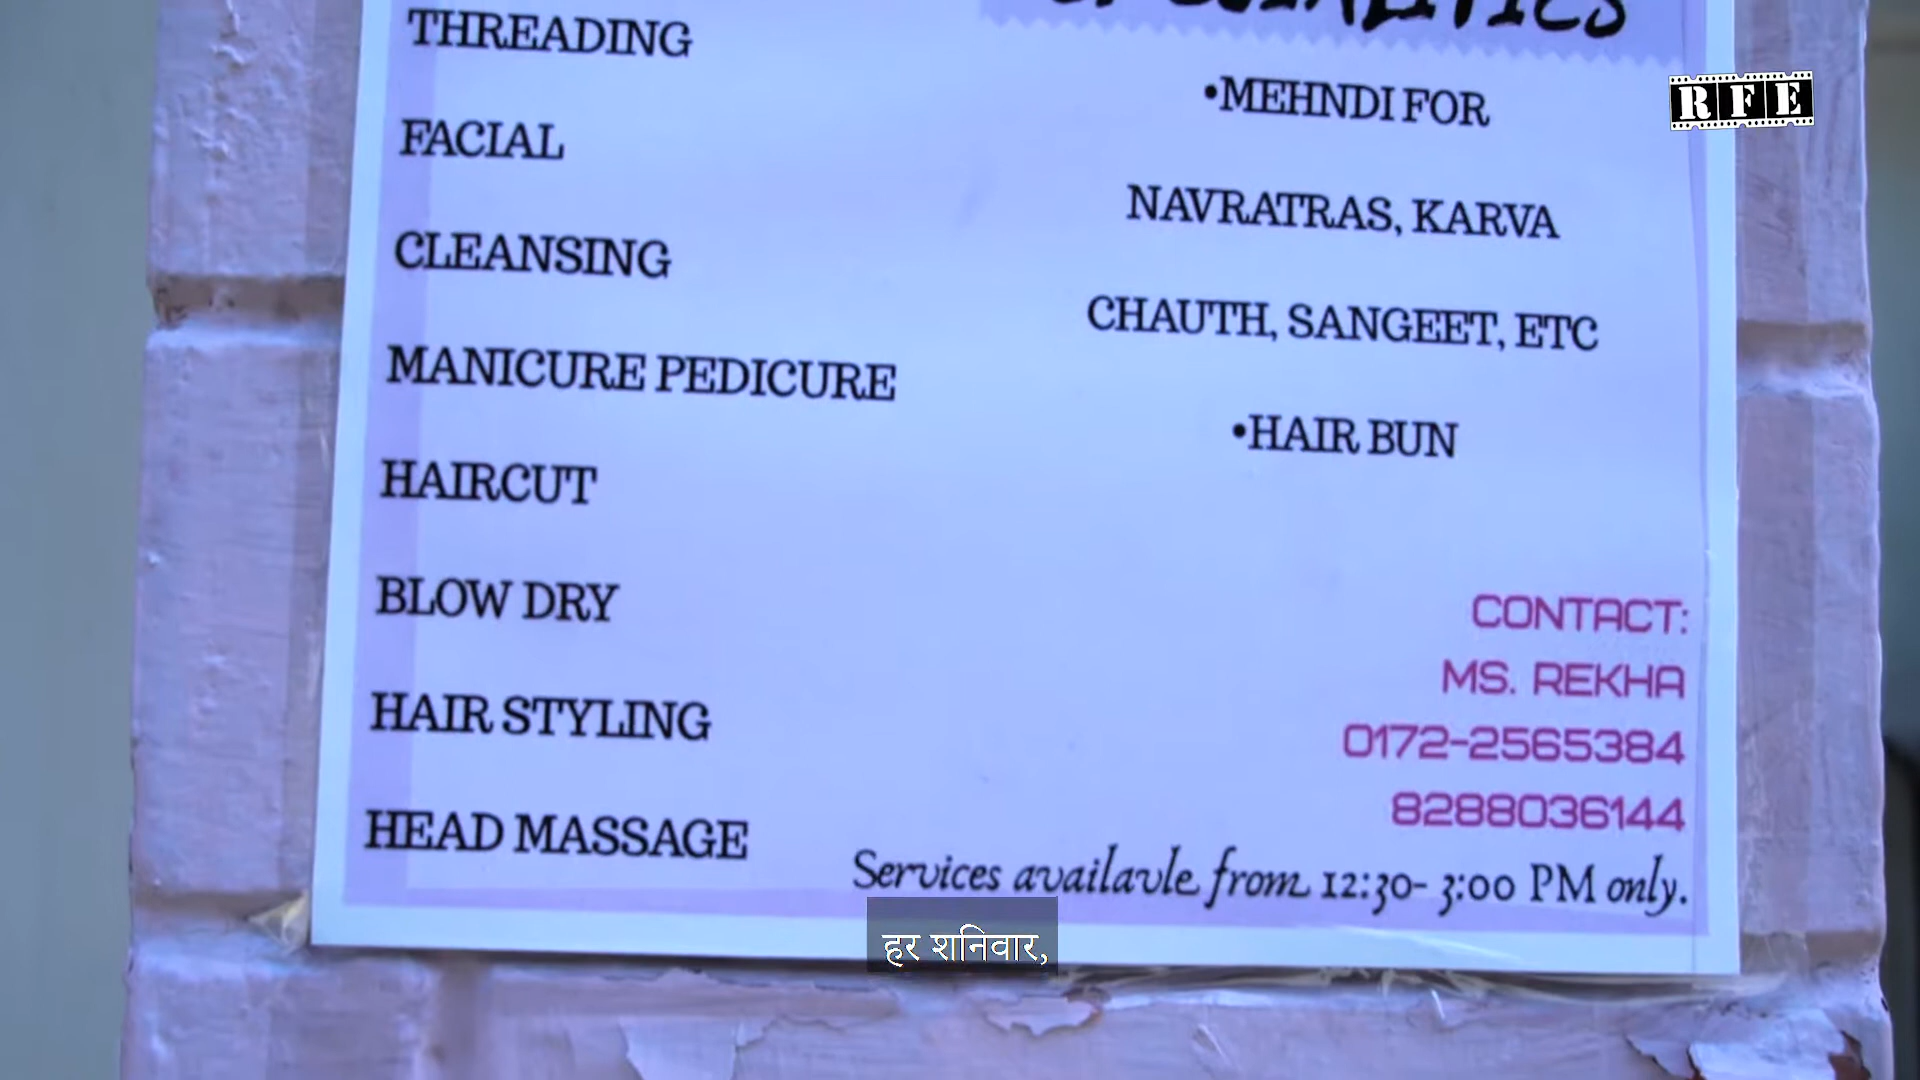 THREADING
FACIAL
CLEANSING
MANICURE PEDICURE
HAIRCUT
BLOW DRY
HAIR STYLING
HEAD MASSAGE
SPECIALITIES
•MEHNDI FOR
NAVRATRAS, KARVA
CHAUTH, SANGEET, ETC
•HAIR BUN
CONTACT:
MS. REKHA
0172-2565384
8288036144
Services availavle from 12:30- 3:00 PM only.
RFE
हर शनिवार,